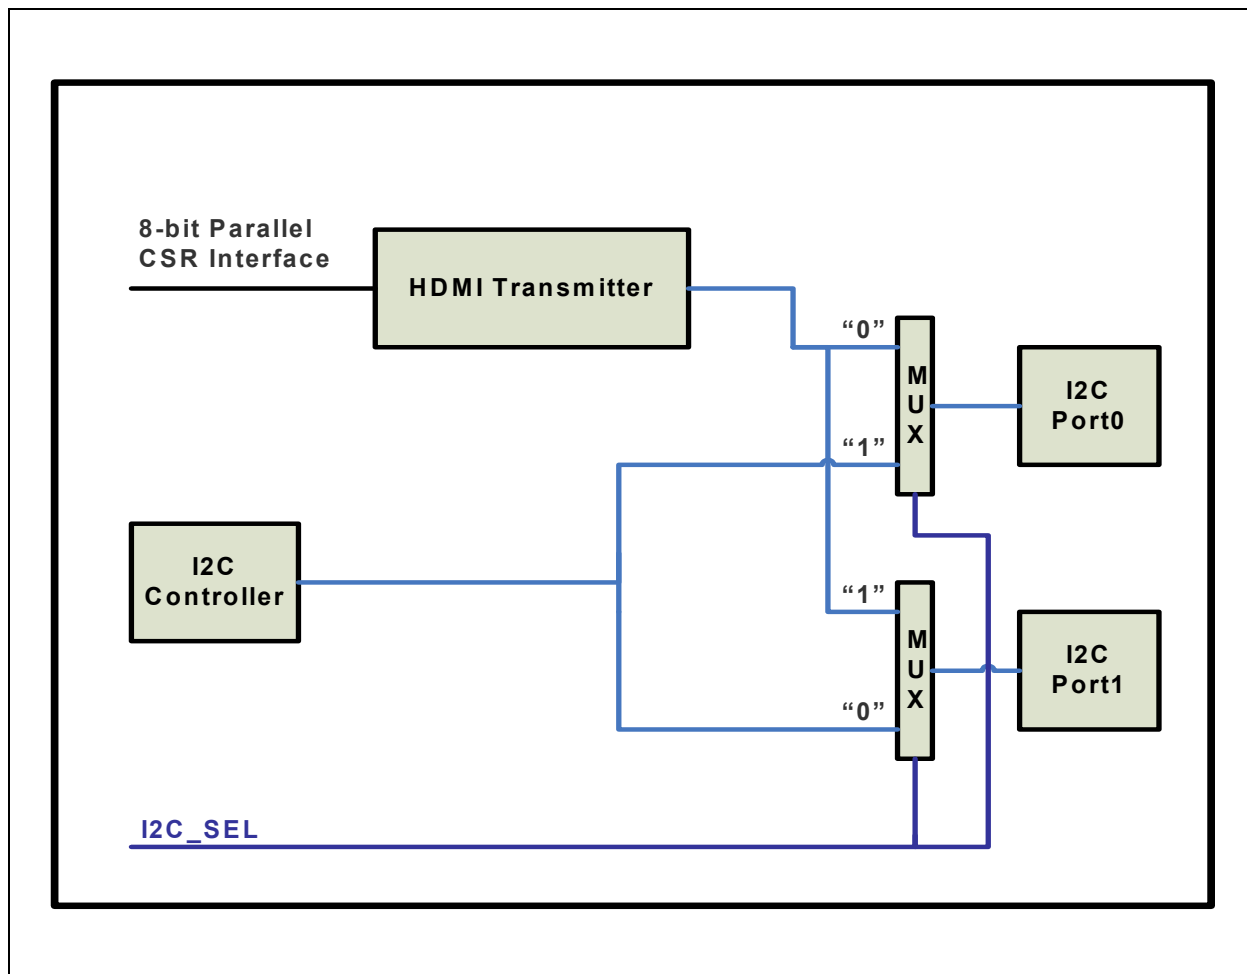 8-bit Parallel
CSR Interface
HDMI Transmitter
“0”
M
U
X
I2C
Port0
“1”
I2C
Controller
“1”
M
U
X
I2C
Port1
“0”
I2C_SEL